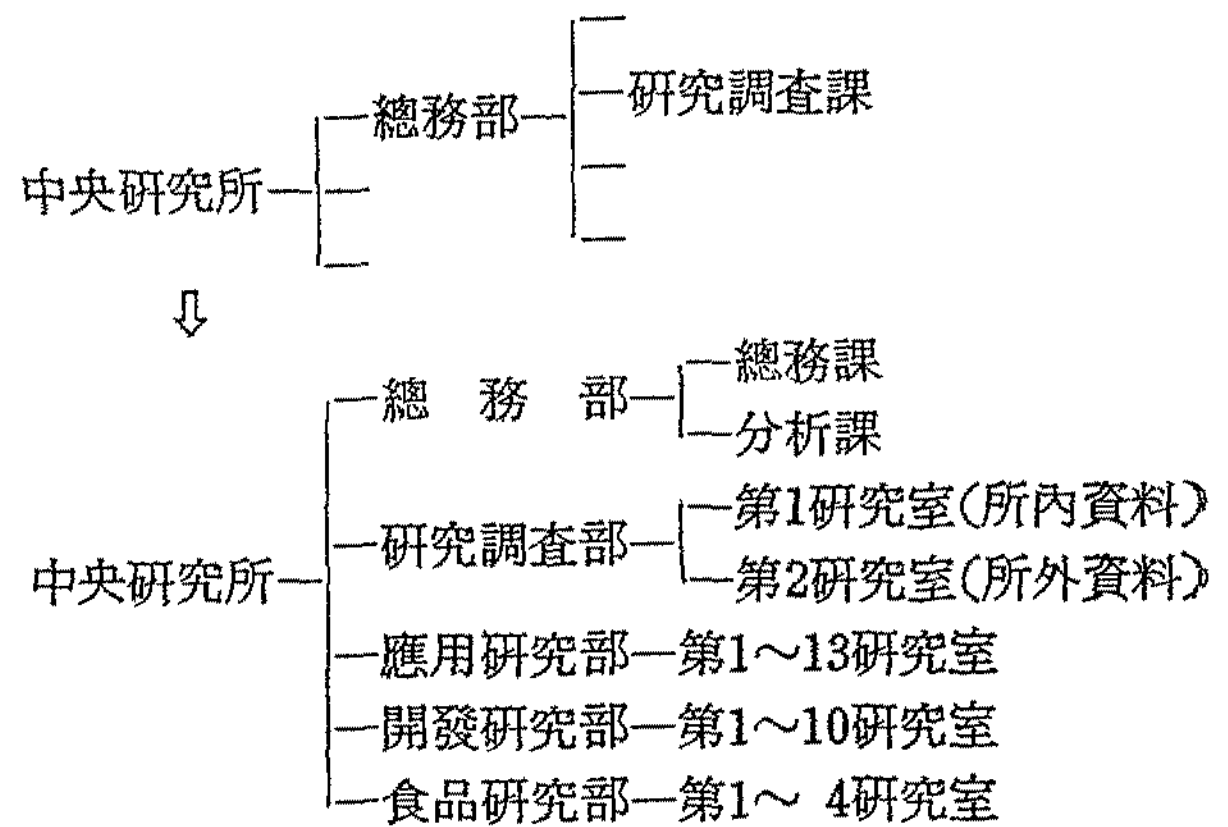 研究調査課
總務部
中央研究所
⇩
總務課
總務部
分析課
第1研究室(所內資料)
研究調査部
第2研究室(所外資料)
中央研究所
應用研究部 第1~13研究室
開發研究部 第1~10研究室
食品研究部 第1~ 4研究室